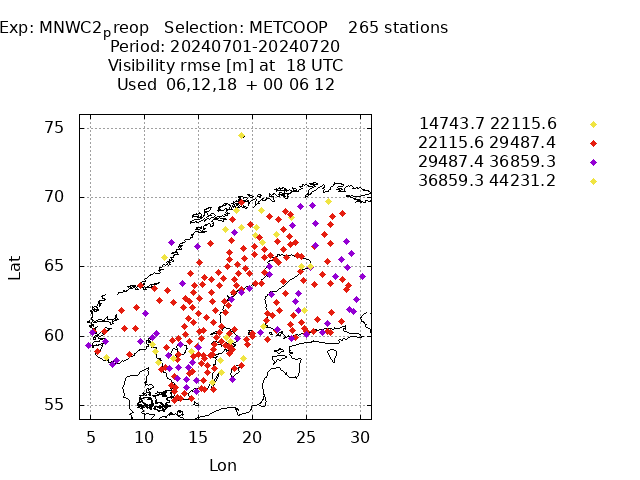 Exp: MNWC2preop Selection: METCOOP 265 stations
Period: 20240701-20240720
Visibility rmse [m] at 18 UTC
Used 06,12,18 + 00 06 12
14743.7 22115.6
22115.6 29487.4
29487.4 36859.3
36859.3 44231.2
75
70
65
60
55
Lat
5 10 15 20 25 30
Lon